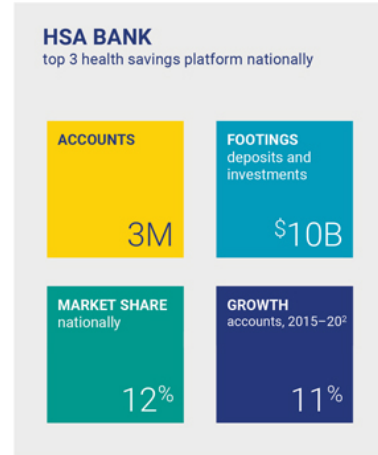 HSA BANK
top 3 health savings platform nationally
ACCOUNTS
3M
FOOTINGS
deposits and
investments
$10B
MARKET SHARE
nationally
12%
GROWTH
accounts, 2015–20²
11%